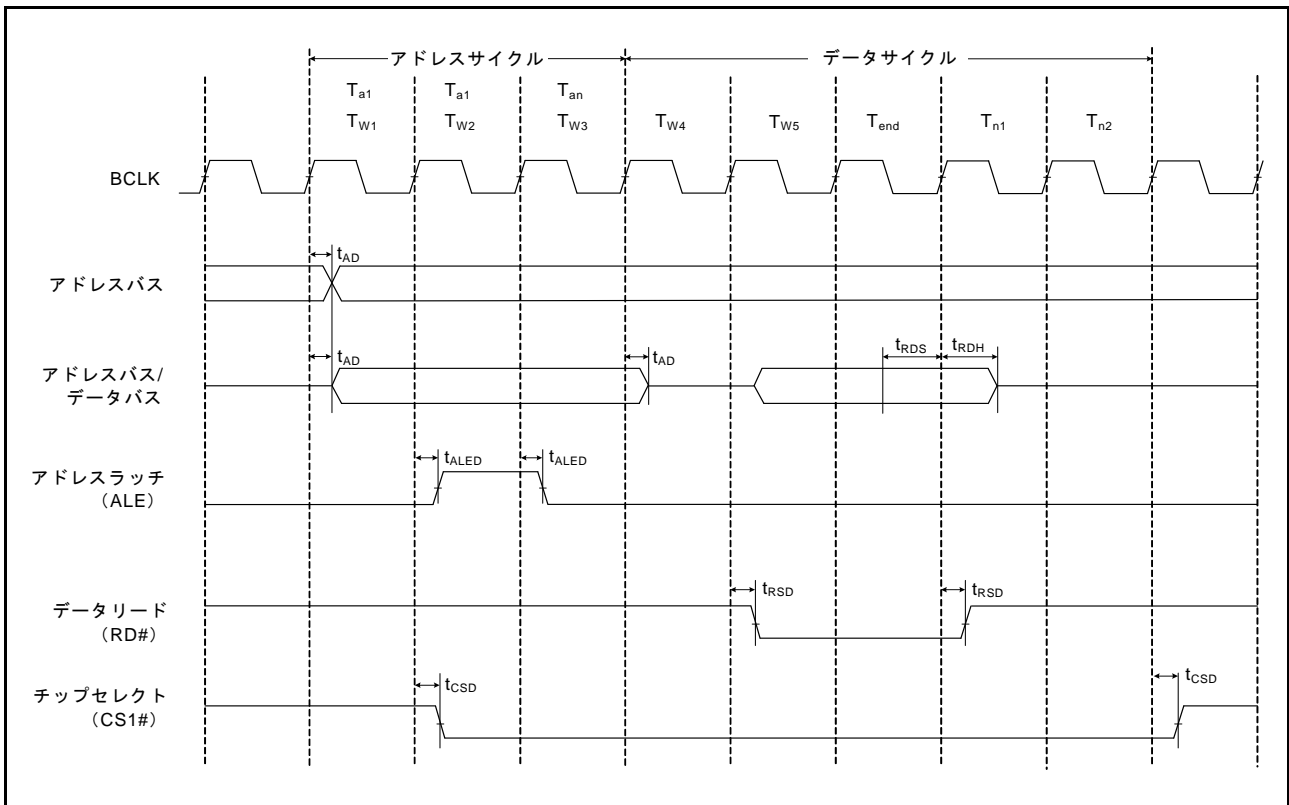 アドレスサイクル データサイクル
Ta1 Ta1 Tan
TW1 TW2 TW3 TW4 TW5 Tend Tn1 Tn2
BCLK
tAD
アドレスバス
tAD tAD tRDS tRDH
アドレスバス/
データバス
tALED tALED
アドレスラッチ
（ALE）
tRSD tRSD
データリード
（RD#）
tCSD tCSD
チップセレクト
（CS1#）